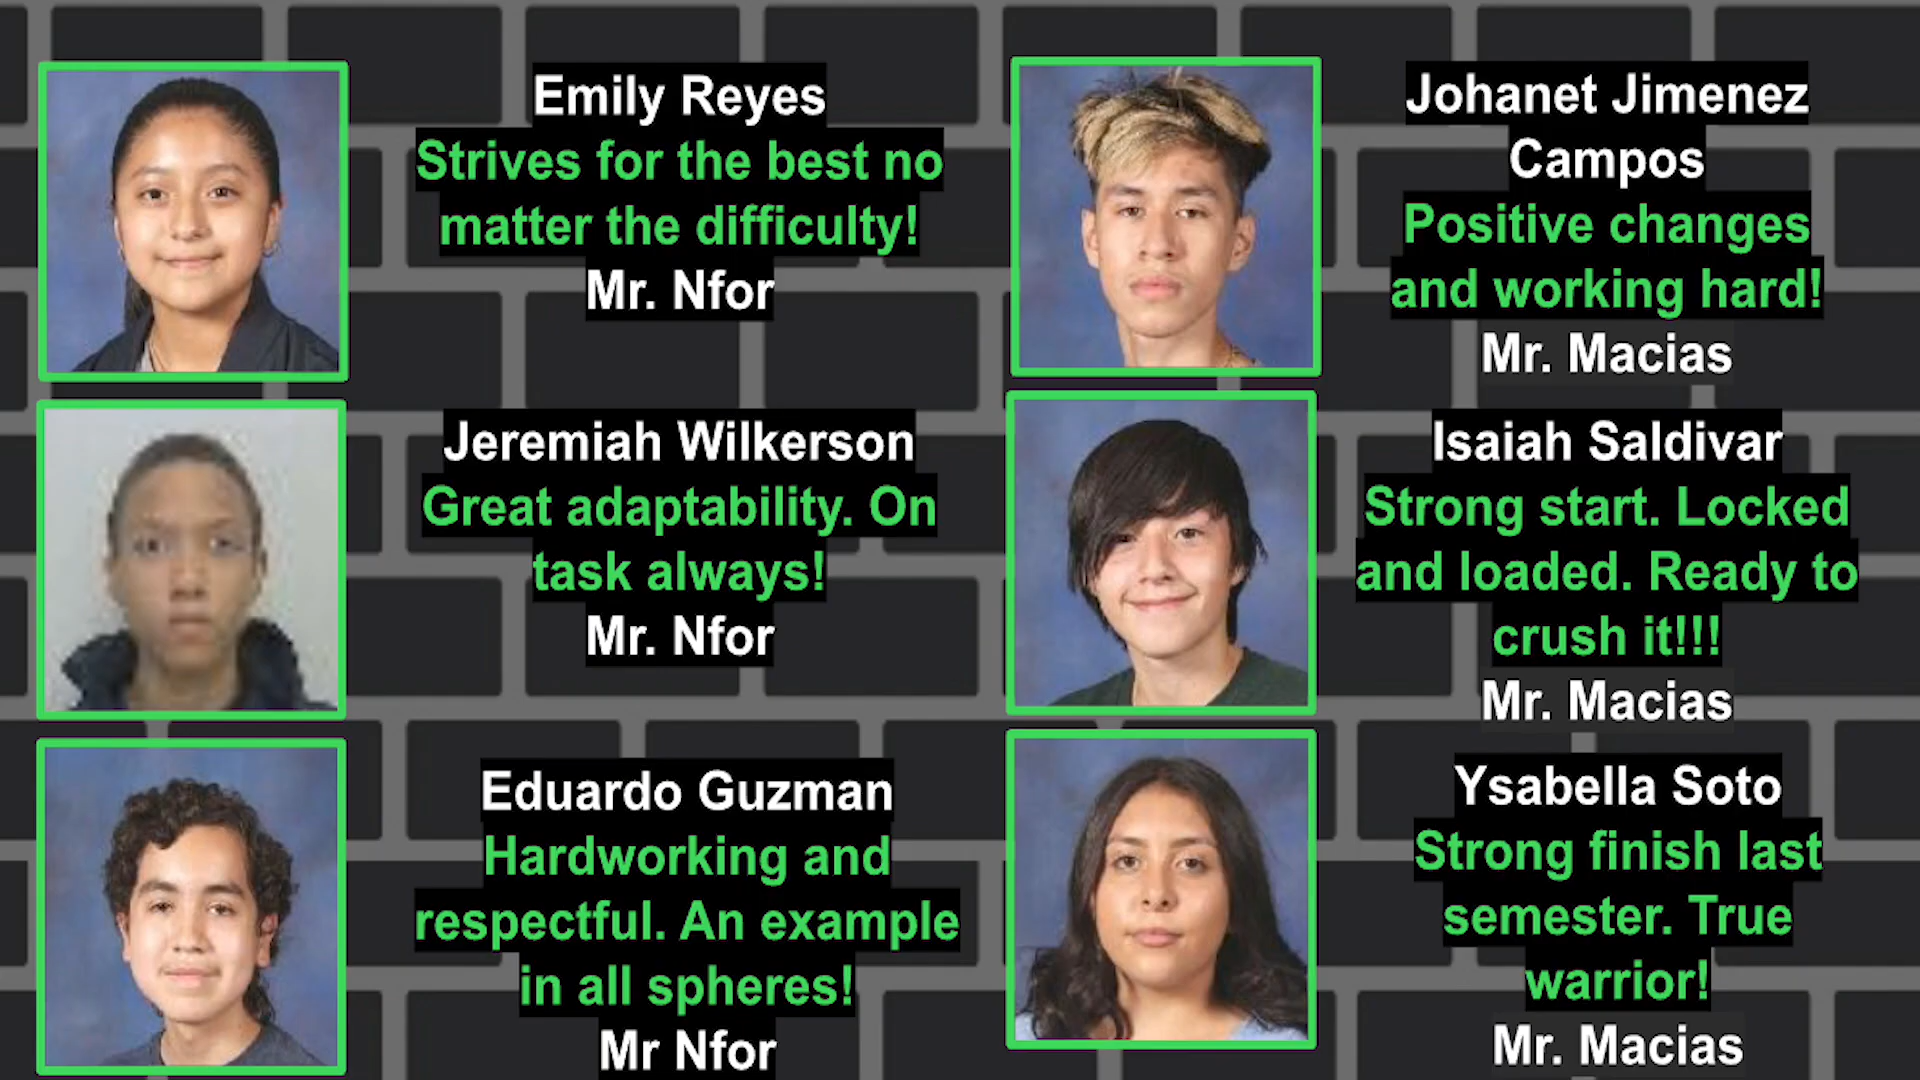 Emily Reyes
Strives for the best no
matter the difficulty!
Mr. Nfor
Jeremiah Wilkerson
Great adaptability. On
task always!
Mr. Nfor
Eduardo Guzman
Hardworking and
respectful. An example
in all spheres!
Mr Nfor
Johanet Jimenez
Campos
Positive changes
and working hard!
Mr. Macias
Isaiah Saldivar
Strong start. Locked
and loaded. Ready to
crush it!!!
Mr. Macias
Ysabella Soto
Strong finish last
semester. True
warrior!
Mr. Macias